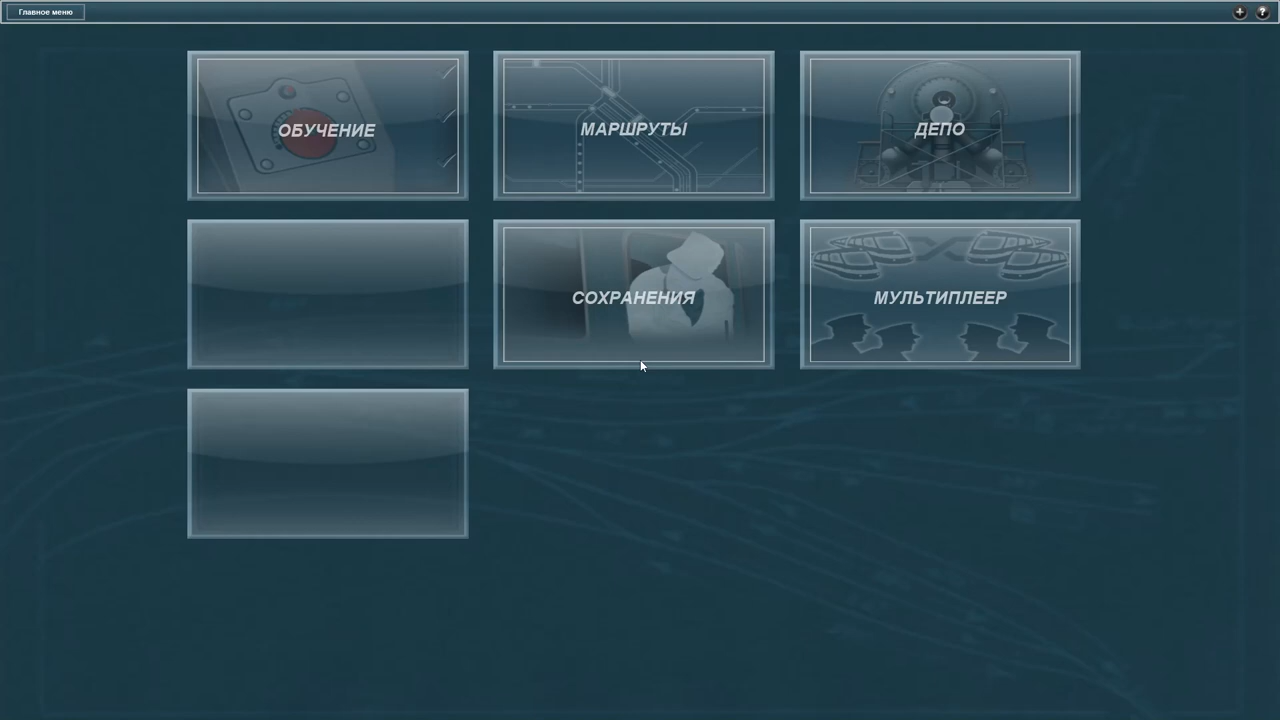 Главное меню
ОБУЧЕНИЕ
МАРШРУТЫ
ДЕПО
СОХРАНЕНИЯ
МУЛЬТИПЛЕЕР